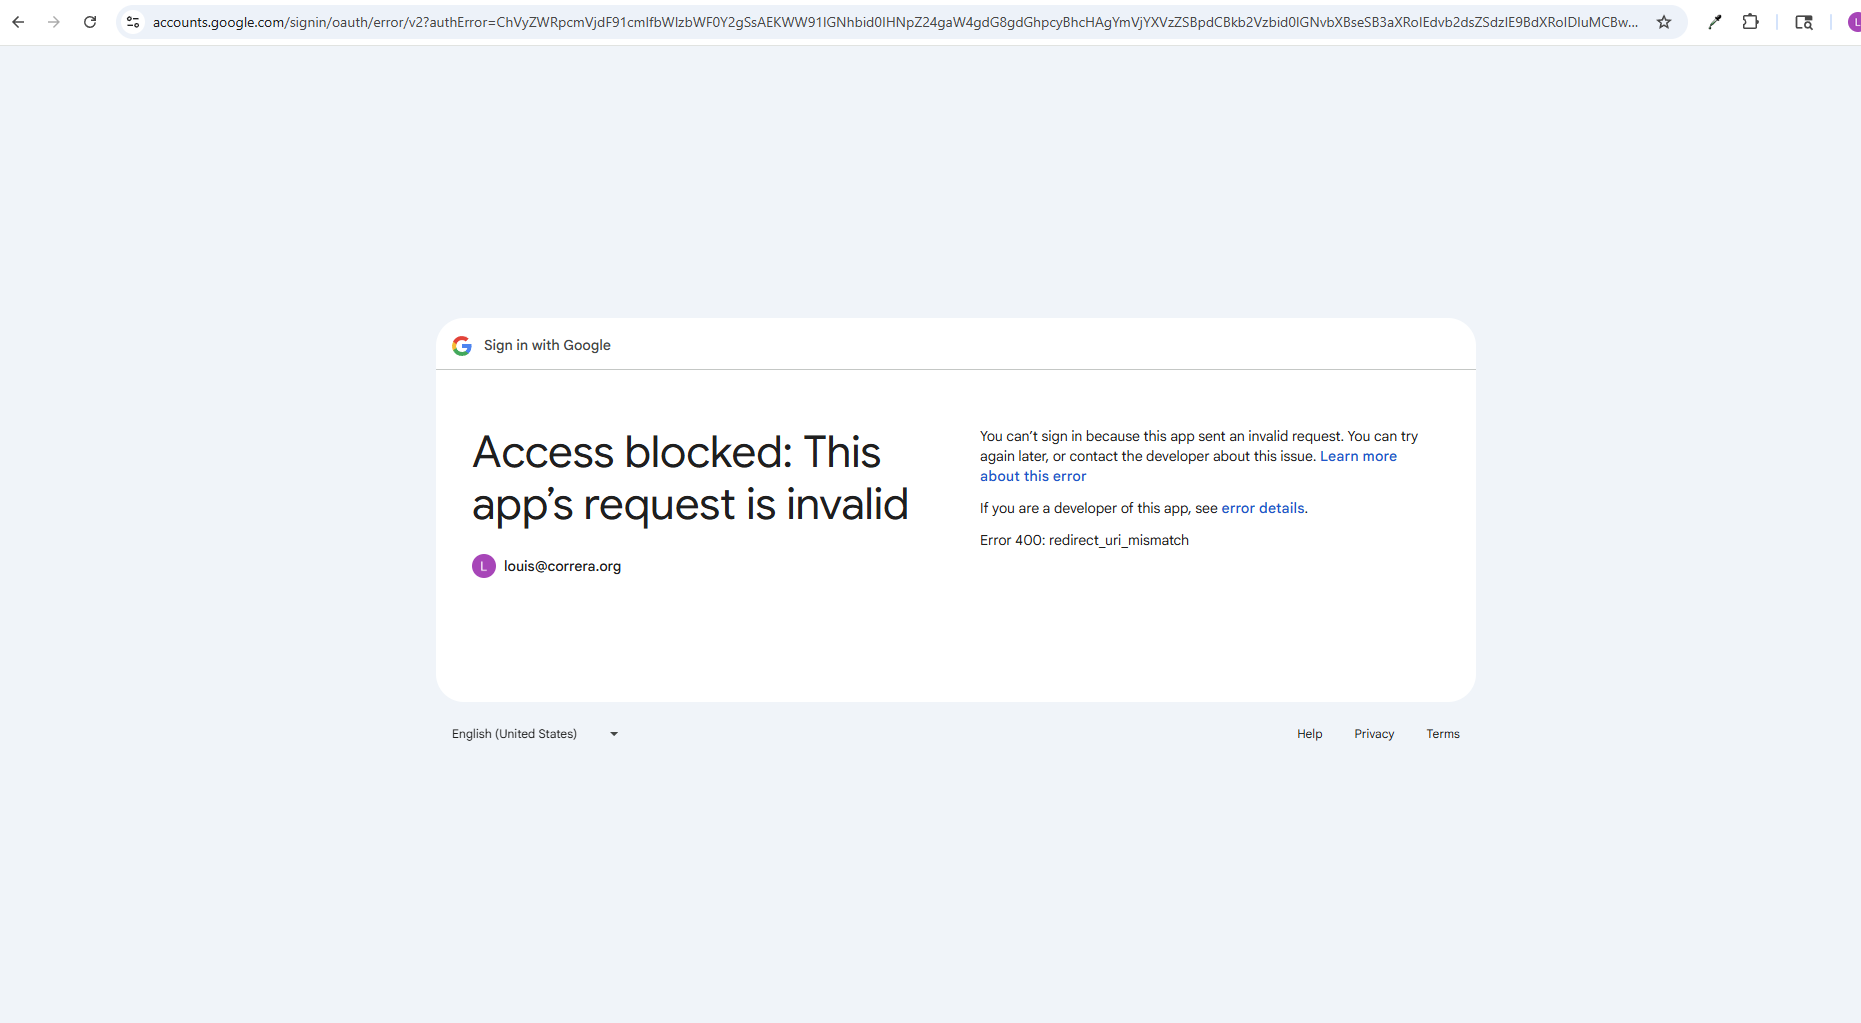 accounts.google.com/signin/oauth/error/v2?authError=ChVyZWRpcmVjdF91cmlfbWlzbWF0Y2gSsAEKWW91IGNhbid0IHNpZ24gaW4gdG8gdGhpcyBhcHAgYmVjYXVzZSBpdCBkb2Vzbid0IGNvbXBseSB3aXRoIEdvb2dsZSdzIE9BdXRoIDIuMCBw...
L
Sign in with Google
Access blocked: This
app’s request is invalid
L louis@correra.org
You can’t sign in because this app sent an invalid request. You can try
again later, or contact the developer about this issue. Learn more
about this error
If you are a developer of this app, see error details.
Error 400: redirect_uri_mismatch
English (United States)
Help Privacy Terms